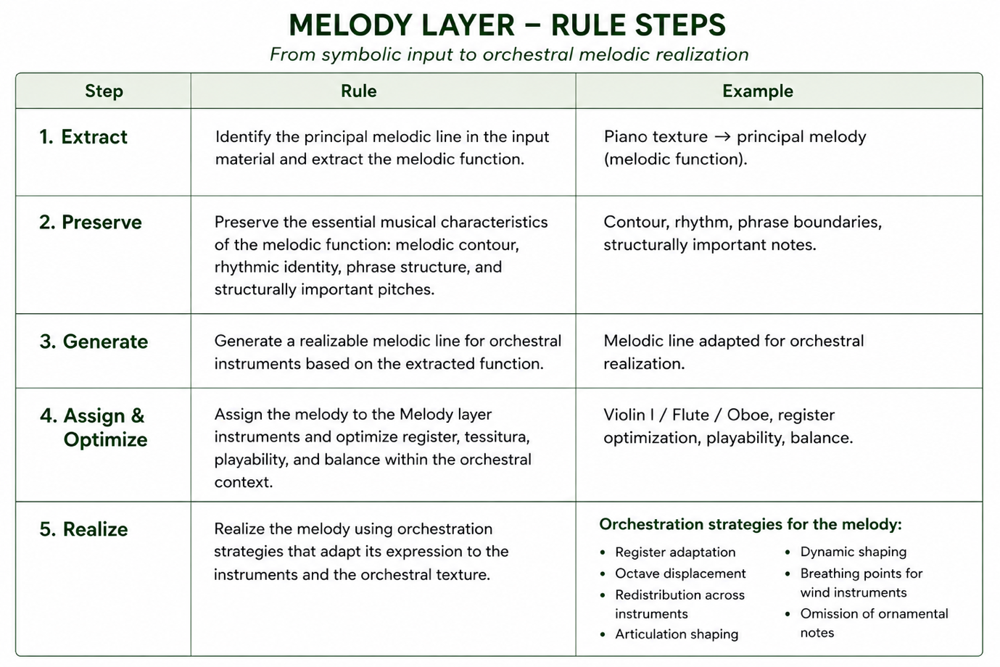 MELODY LAYER – RULE STEPS
From symbolic input to orchestral melodic realization
Step
Rule
Example
1. Extract
Identify the principal melodic line in the input
material and extract the melodic function.
Piano texture → principal melody
(melodic function).
2. Preserve
Preserve the essential musical characteristics
of the melodic function: melodic contour,
rhythmic identity, phrase structure, and
structurally important pitches.
Contour, rhythm, phrase boundaries,
structurally important notes.
3. Generate
Generate a realizable melodic line for orchestral
instruments based on the extracted function.
Melodic line adapted for orchestral
realization.
4. Assign &
Optimize
Assign the melody to the Melody layer
instruments and optimize register, tessitura,
playability, and balance within the orchestral
context.
Violin I / Flute / Oboe, register
optimization, playability, balance.
5. Realize
Realize the melody using orchestration
strategies that adapt its expression to the
instruments and the orchestral texture.
Orchestration strategies for the melody:
• Register adaptation
• Octave displacement
• Redistribution across
instruments
• Articulation shaping
• Dynamic shaping
• Breathing points for
wind instruments
• Omission of ornamental
notes